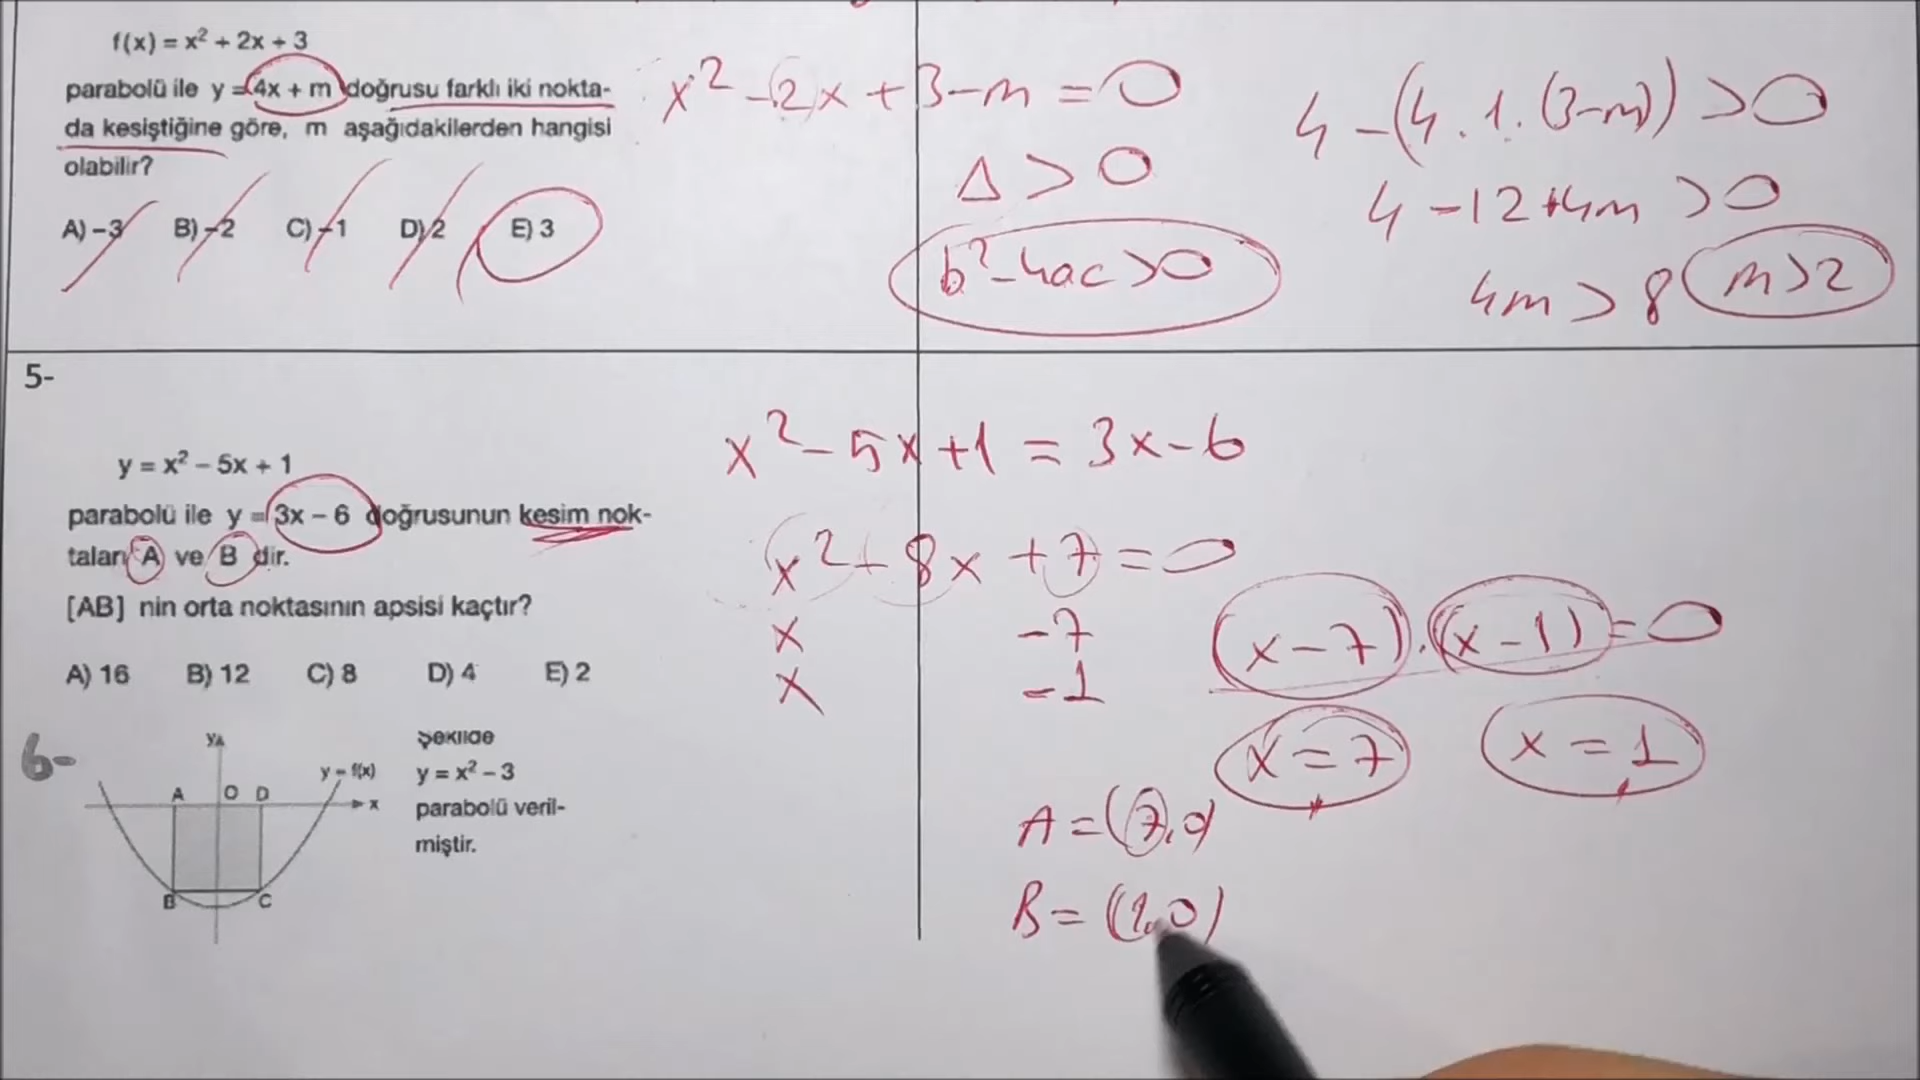 f(x) = x² + 2x + 3
parabolü ile y = 4x + m doğrusu farklı iki nokta-
da kesiştiğine göre, m aşağıdakilerden hangisi
olabilir?
A) -3 B) -2 C) -1 D) 2 E) 3
x² - 2x + 3 - m = 0
Δ > 0
b² - 4ac > 0
4 - (4 . 1 . (3-m)) > 0
4 - 12 + 4m > 0
4m > 8 m > 2
5-
y = x² - 5x + 1
parabolü ile y = 3x - 6 doğrusunun kesim nok-
taları A ve B dir.
[AB] nin orta noktasının apsisi kaçtır?
A) 16 B) 12 C) 8 D) 4 E) 2
x² - 5x + 1 = 3x - 6
x² + 8x + 7 = 0
x -7
x -1
(x - 7) . (x - 1) = 0
x = 7 x = 1
A = (7,0)
B = (1,0)
6-
y
A O D
y = f(x)
x
B C
Şekilde
y = x² - 3
parabolü veril-
miştir.